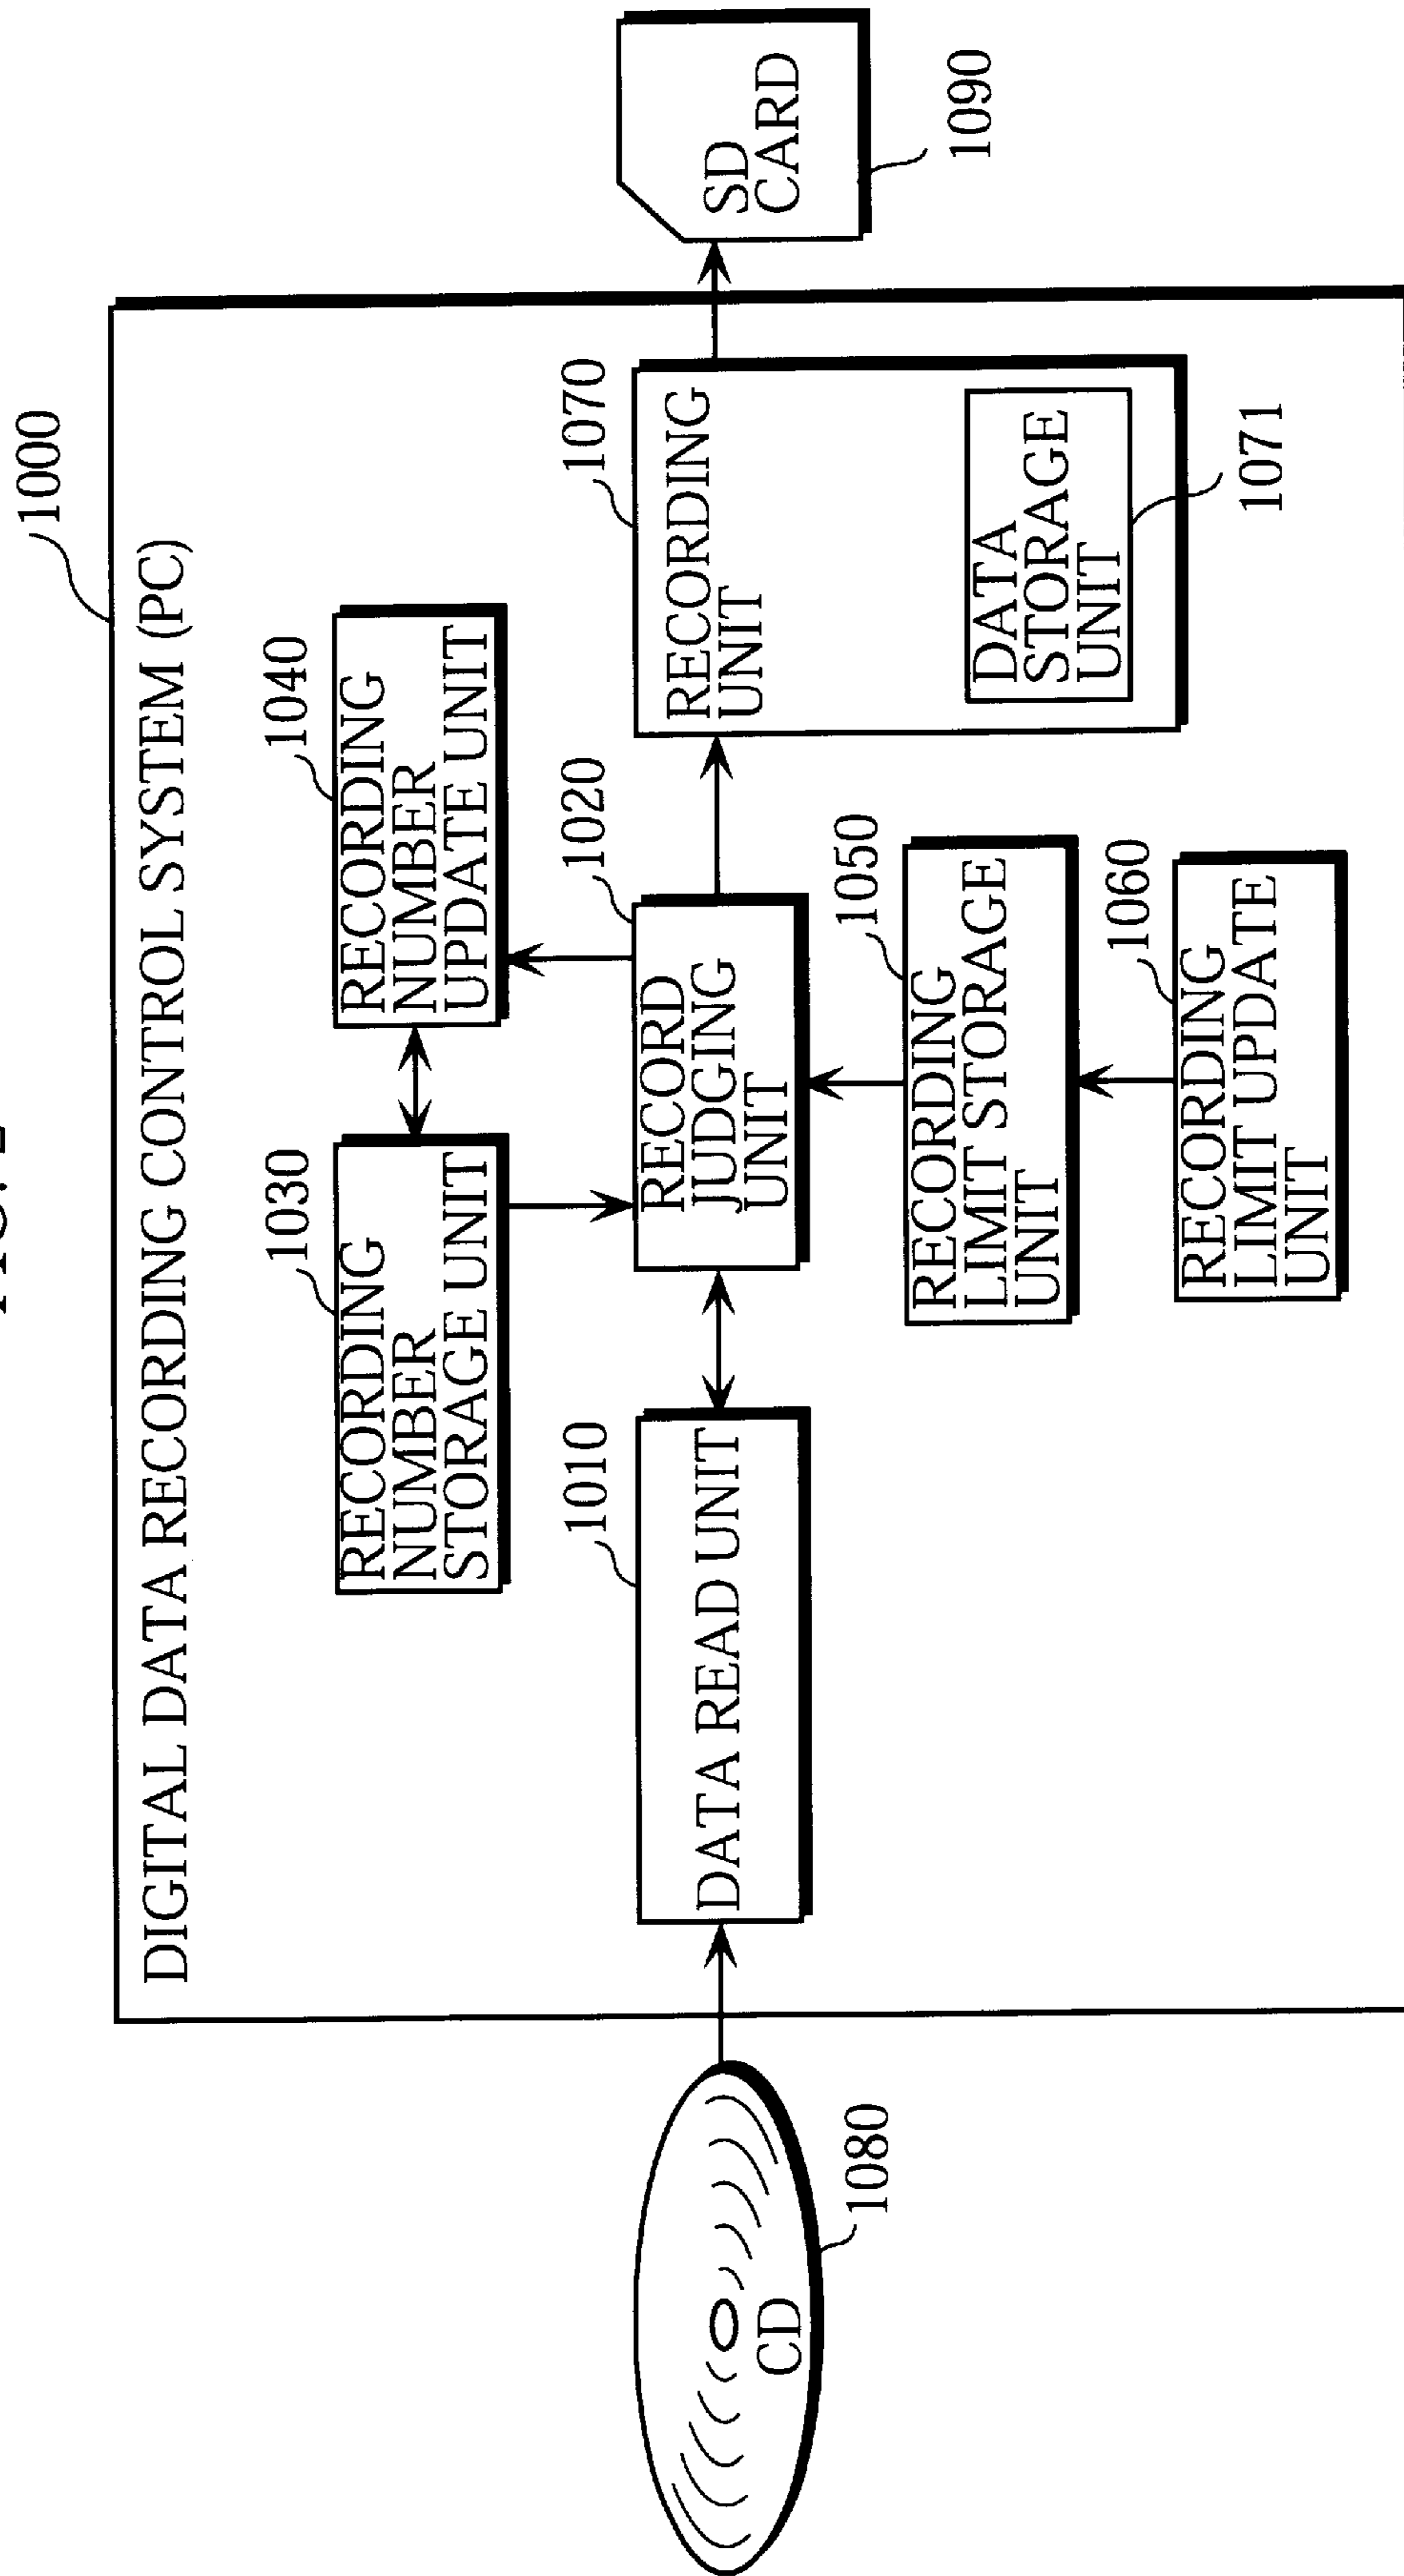 1000
DIGITAL DATA RECORDING CONTROL SYSTEM (PC)
1030
RECORDING
NUMBER
STORAGE UNIT
1040
RECORDING
NUMBER
UPDATE UNIT
CD
1080
1010
DATA READ UNIT
1020
RECORD
JUDGING
UNIT
1070
RECORDING
UNIT
DATA
STORAGE
UNIT
1071
SD
CARD
1090
1050
RECORDING
LIMIT STORAGE
UNIT
1060
RECORDING
LIMIT UPDATE
UNIT